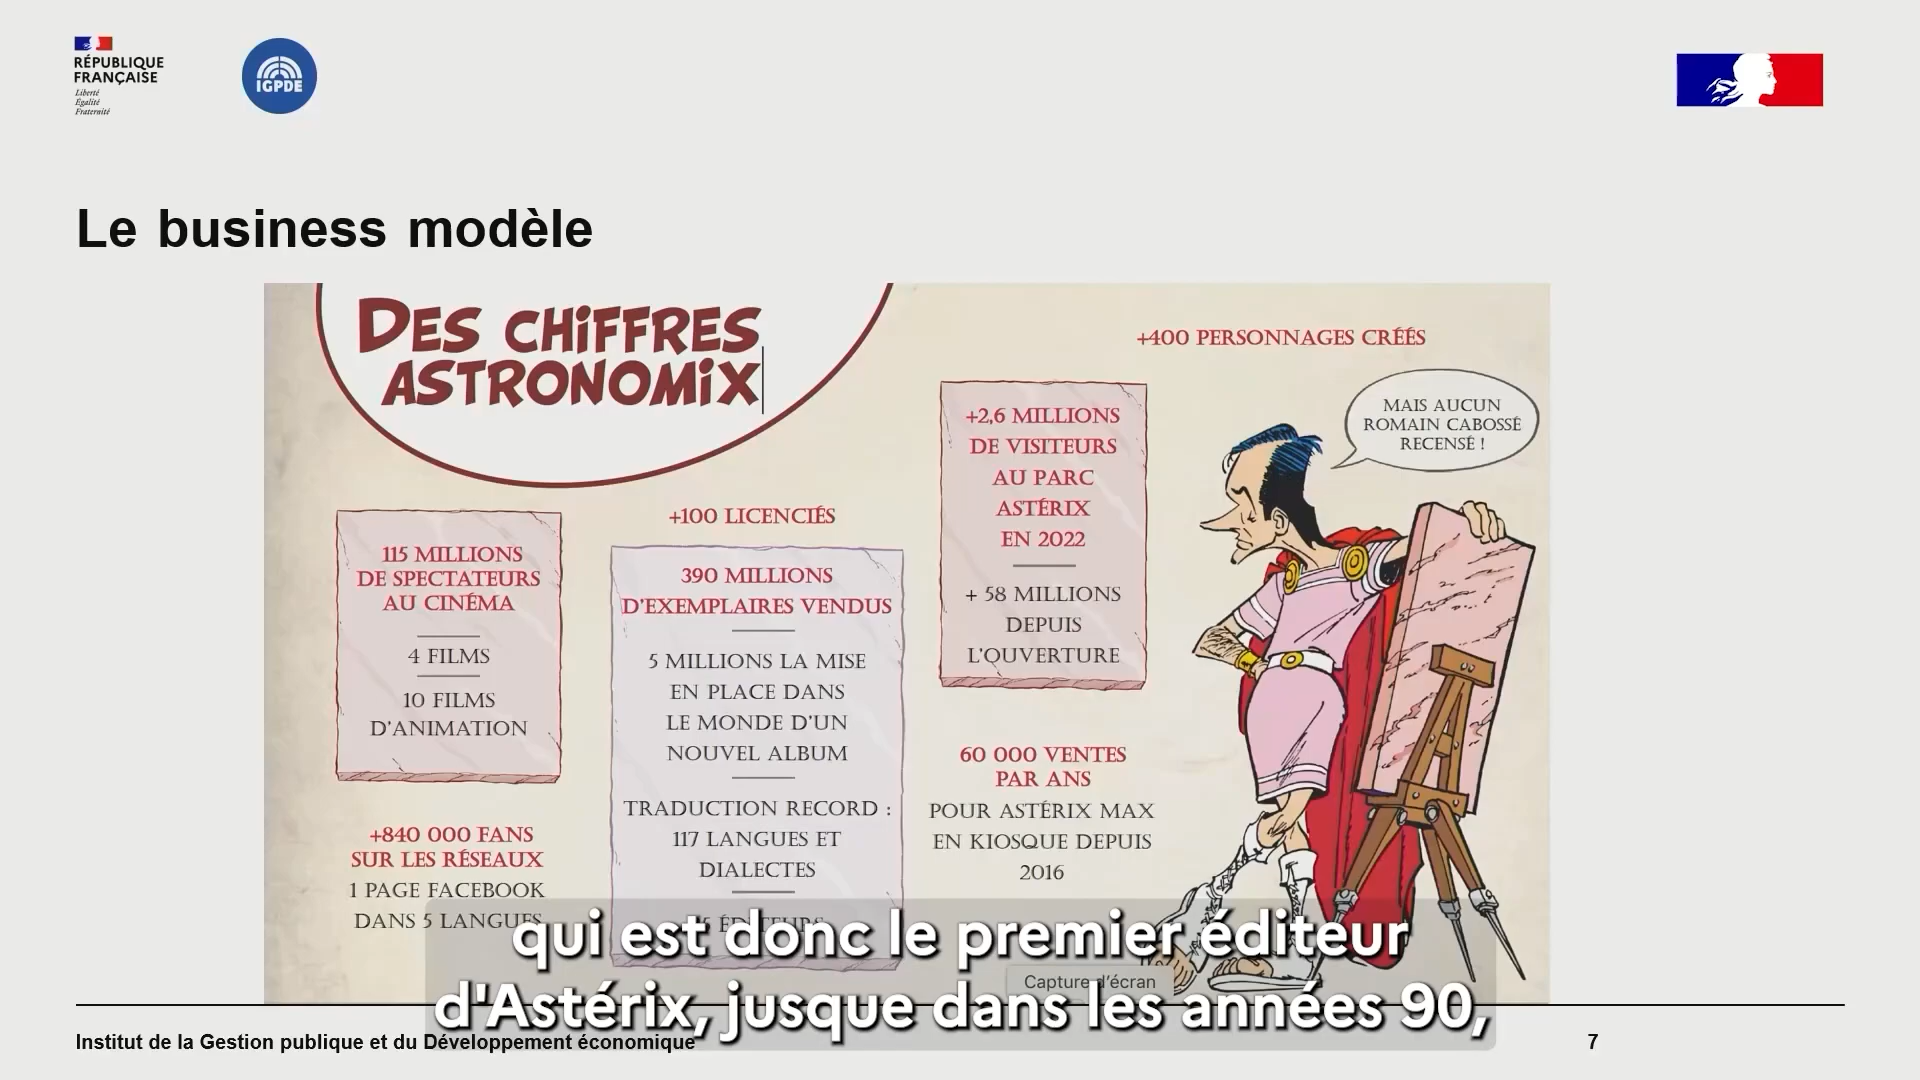 RÉPUBLIQUE
FRANÇAISE
Liberté
Égalité
Fraternité
IGPDE
Le business modèle
DES CHIFFRES
ASTRONOMIX
+400 PERSONNAGES CRÉÉS
MAIS AUCUN
ROMAIN CABOSSÉ
RECENSÉ !
115 MILLIONS
DE SPECTATEURS
AU CINÉMA
4 FILMS
10 FILMS
D'ANIMATION
+840 000 FANS
SUR LES RÉSEAUX
1 PAGE FACEBOOK
DANS 5 LANGUES
+100 LICENCIÉS
390 MILLIONS
D'EXEMPLAIRES VENDUS
5 MILLIONS LA MISE
EN PLACE DANS
LE MONDE D'UN
NOUVEL ALBUM
TRADUCTION RECORD :
117 LANGUES ET
DIALECTES
ÉDITEURS
+2,6 MILLIONS
DE VISITEURS
AU PARC
ASTÉRIX
EN 2022
+ 58 MILLIONS
DEPUIS
L'OUVERTURE
60 000 VENTES
PAR ANS
POUR ASTÉRIX MAX
EN KIOSQUE DEPUIS
2016
qui est donc le premier éditeur
d'Astérix, jusque dans les années 90,
Capture d'écran
Institut de la Gestion publique et du Développement économique
7